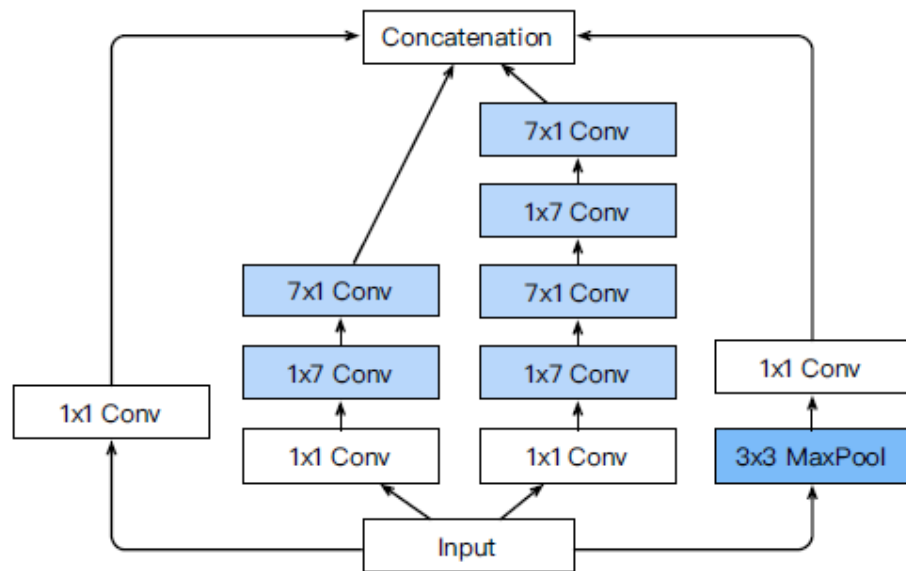 Concatenation
7x1 Conv
1x7 Conv
7x1 Conv
7x1 Conv
1x7 Conv
1x7 Conv
1x1 Conv
1x1 Conv
1x1 Conv
1x1 Conv
3x3 MaxPool
Input